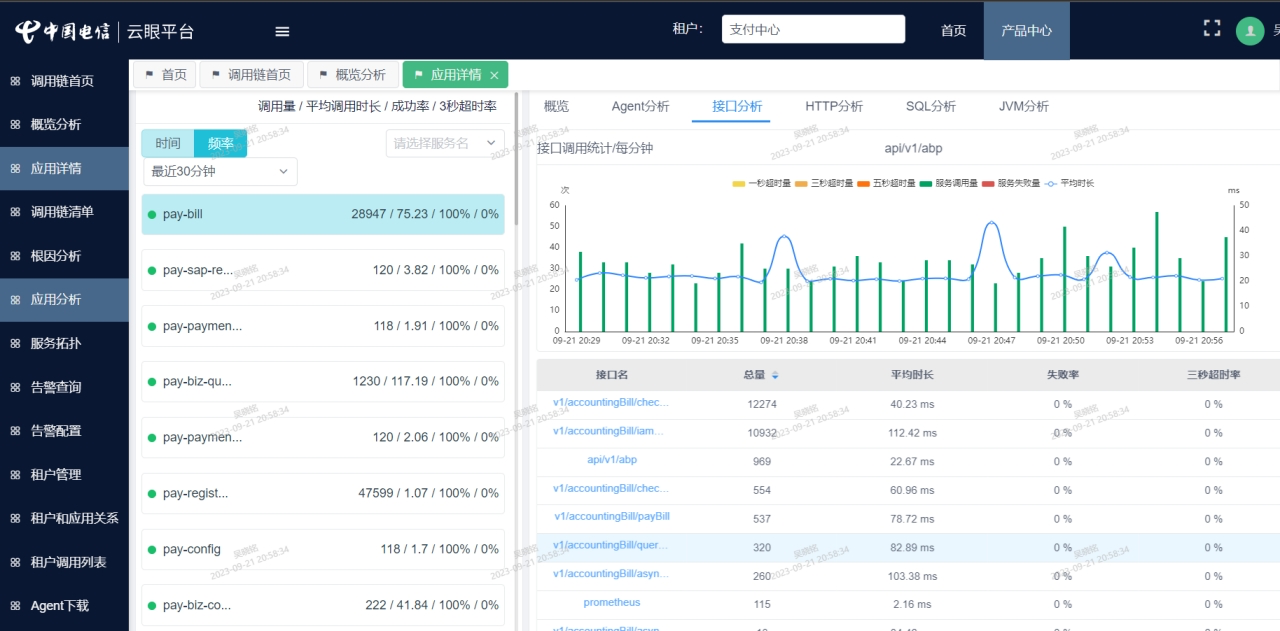 中国电信 云眼平台
租户：
支付中心
首页
产品中心
调用链首页
概览分析
应用详情
调用链清单
根因分析
应用分析
服务拓扑
告警查询
告警配置
租户管理
租户和应用关系
租户调用列表
Agent下载
首页
调用链首页
概览分析
应用详情
调用量 / 平均调用时长 / 成功率 / 3秒超时率
时间
频率
请选择服务名
最近30分钟
pay-bill 28947 / 75.23 / 100% / 0%
pay-sap-re... 120 / 3.82 / 100% / 0%
pay-paymen... 118 / 1.91 / 100% / 0%
pay-biz-qu... 1230 / 117.19 / 100% / 0%
pay-paymen... 120 / 2.06 / 100% / 0%
pay-regist... 47599 / 1.07 / 100% / 0%
pay-config 118 / 1.7 / 100% / 0%
pay-biz-co... 222 / 41.84 / 100% / 0%
概览 Agent分析 接口分析 HTTP分析 SQL分析 JVM分析
接口调用统计/每分钟
api/v1/abp
一秒超时量 三秒超时量 五秒超时量 服务调用量 服务失败量 平均时长
次
60
50
40
30
20
10
0
ms
50
40
30
20
10
0
09-21 20:29 09-21 20:32 09-21 20:35 09-21 20:38 09-21 20:41 09-21 20:44 09-21 20:47 09-21 20:50 09-21 20:53 09-21 20:56
接口名 总量 平均时长 失败率 三秒超时率
v1/accountingBill/chec... 12274 40.23 ms 0 % 0 %
v1/accountingBill/iam... 10932 112.42 ms 0 % 0 %
api/v1/abp 969 22.67 ms 0 % 0 %
v1/accountingBill/chec... 554 60.96 ms 0 % 0 %
v1/accountingBill/payBill 537 78.72 ms 0 % 0 %
v1/accountingBill/quer... 320 82.89 ms 0 % 0 %
v1/accountingBill/asyn... 260 103.38 ms 0 % 0 %
prometheus 115 2.16 ms 0 % 0 %
2023-09-21 20:58:34